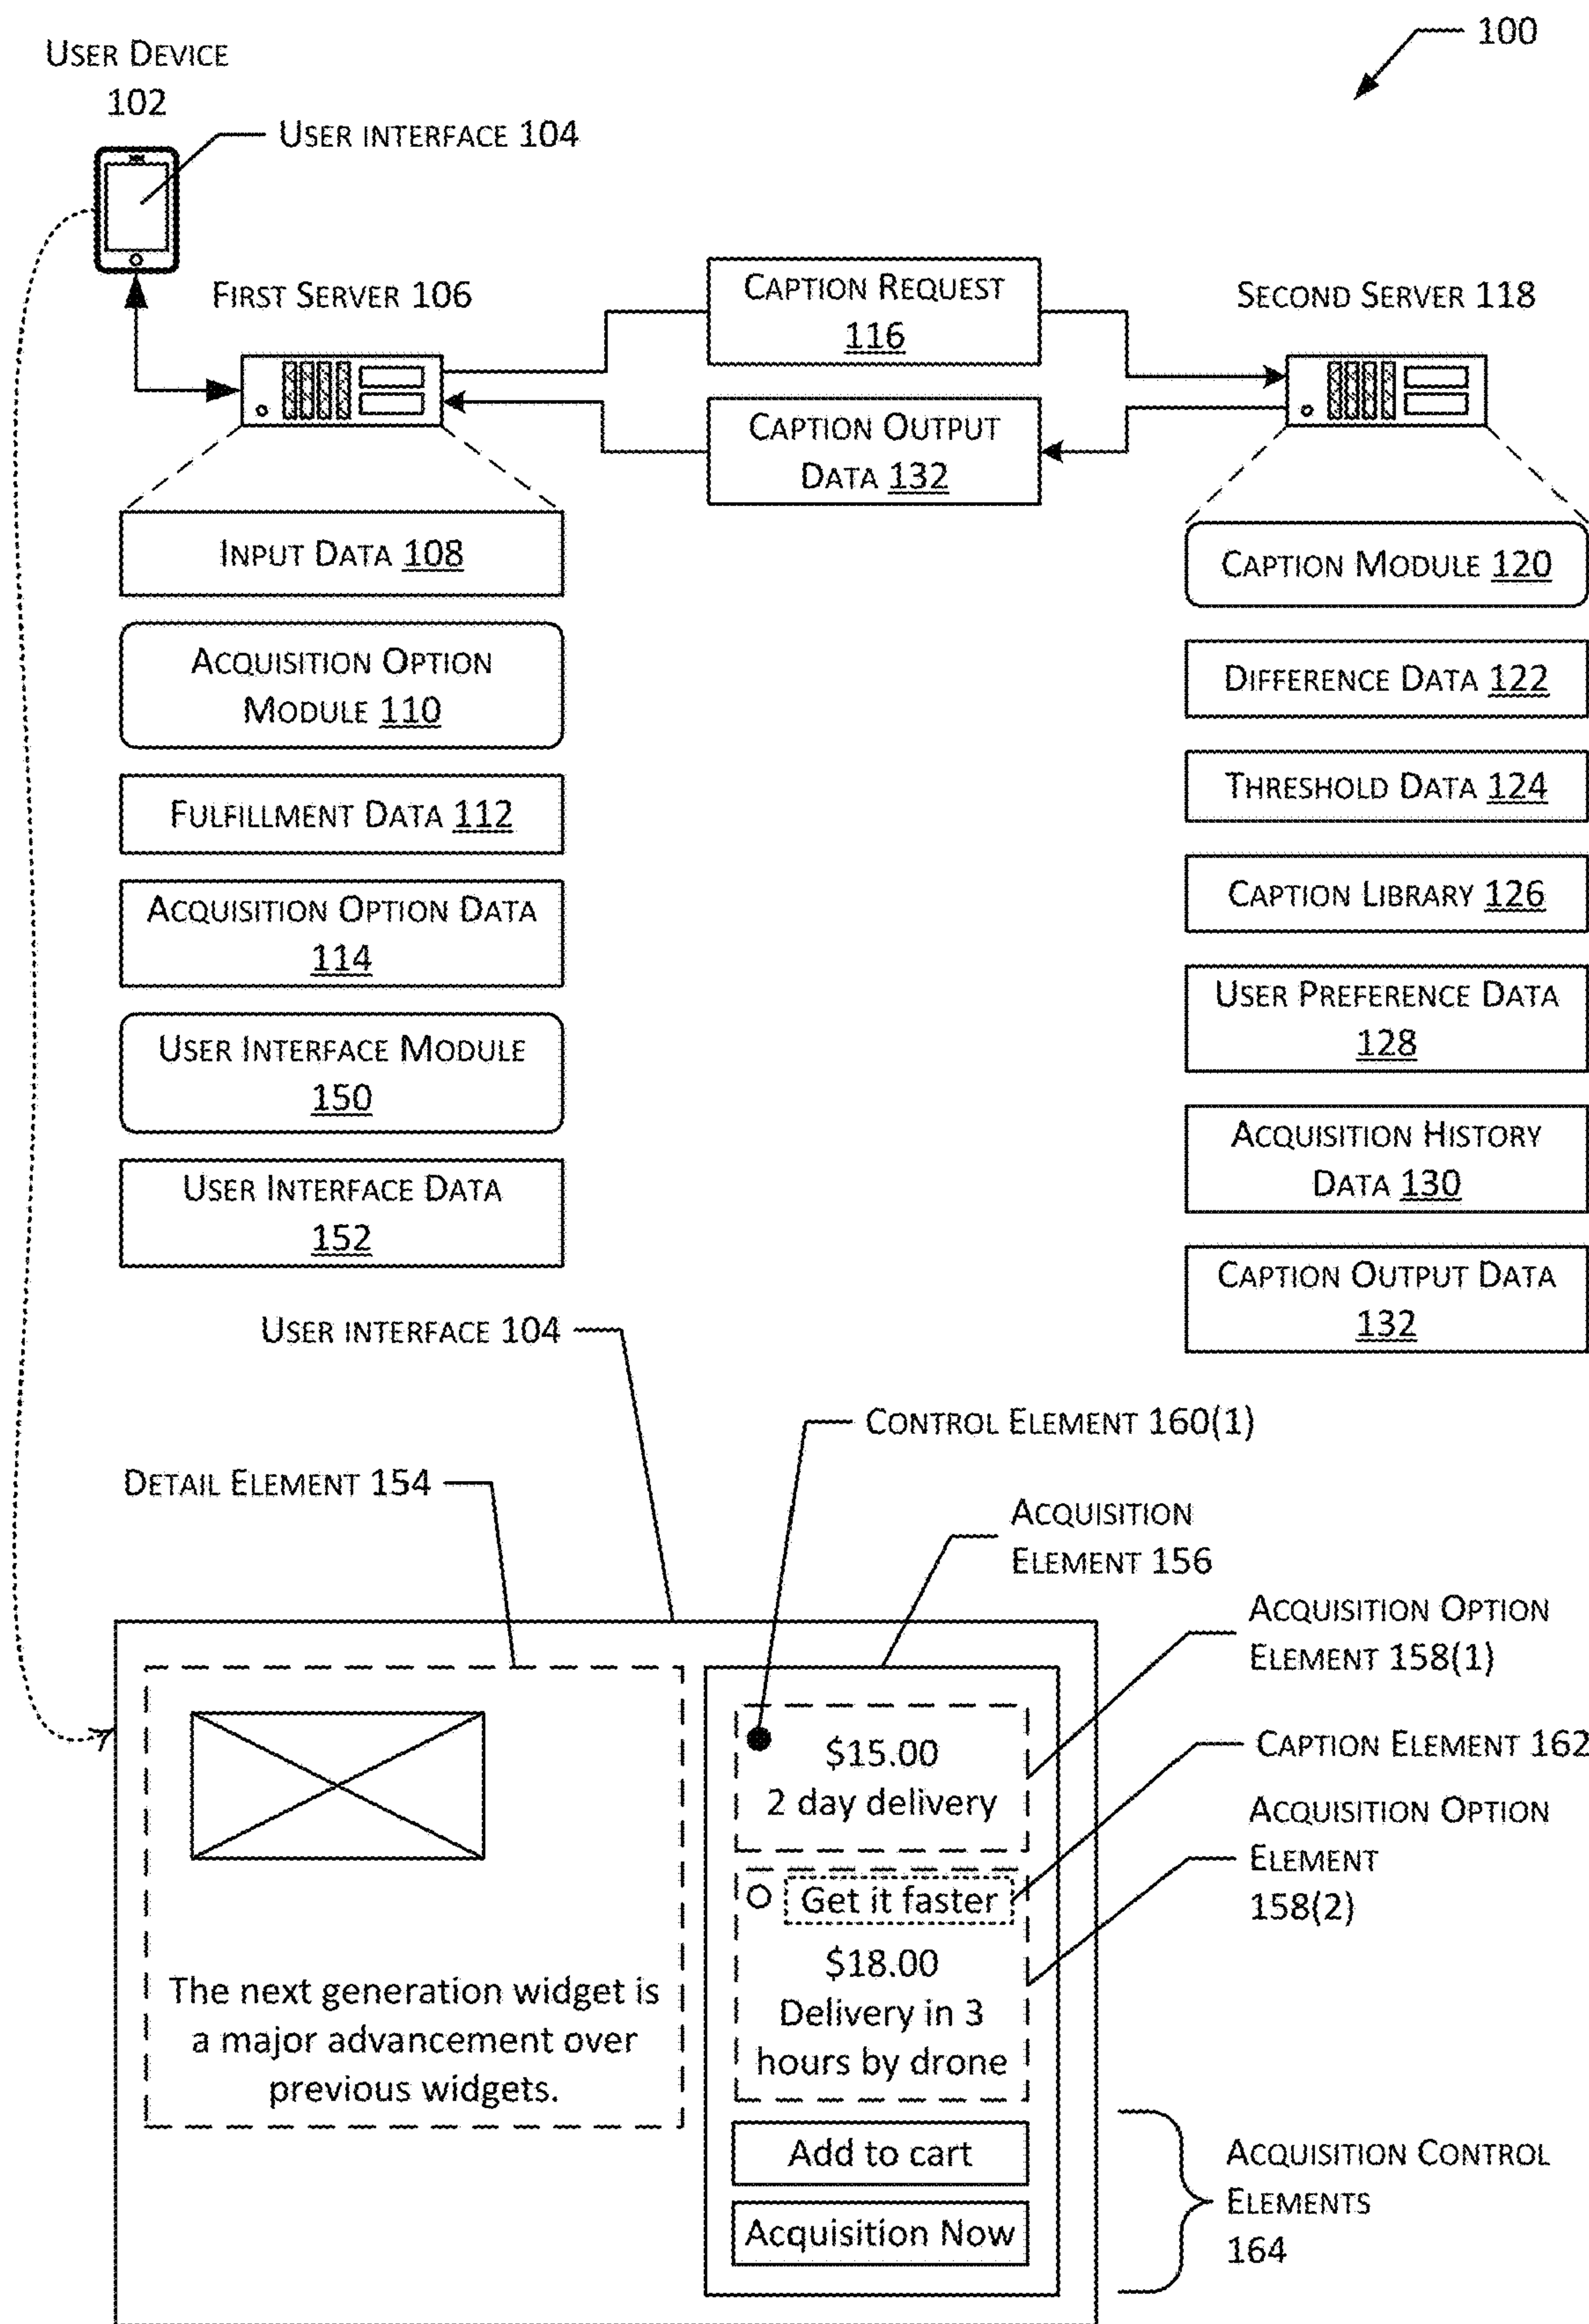 100
USER DEVICE
102
USER INTERFACE 104
FIRST SERVER 106
CAPTION REQUEST
116
SECOND SERVER 118
CAPTION OUTPUT
DATA 132
INPUT DATA 108
ACQUISITION OPTION
MODULE 110
FULFILLMENT DATA 112
ACQUISITION OPTION DATA
114
USER INTERFACE MODULE
150
USER INTERFACE DATA
152
CAPTION MODULE 120
DIFFERENCE DATA 122
THRESHOLD DATA 124
CAPTION LIBRARY 126
USER PREFERENCE DATA
128
ACQUISITION HISTORY
DATA 130
CAPTION OUTPUT DATA
132
USER INTERFACE 104
CONTROL ELEMENT 160(1)
DETAIL ELEMENT 154
ACQUISITION
ELEMENT 156
ACQUISITION OPTION
ELEMENT 158(1)
CAPTION ELEMENT 162
ACQUISITION OPTION
ELEMENT
158(2)
The next generation widget is
a major advancement over
previous widgets.
$15.00
2 day delivery
Get it faster
$18.00
Delivery in 3
hours by drone
Add to cart
Acquisition Now
ACQUISITION CONTROL
ELEMENTS
164